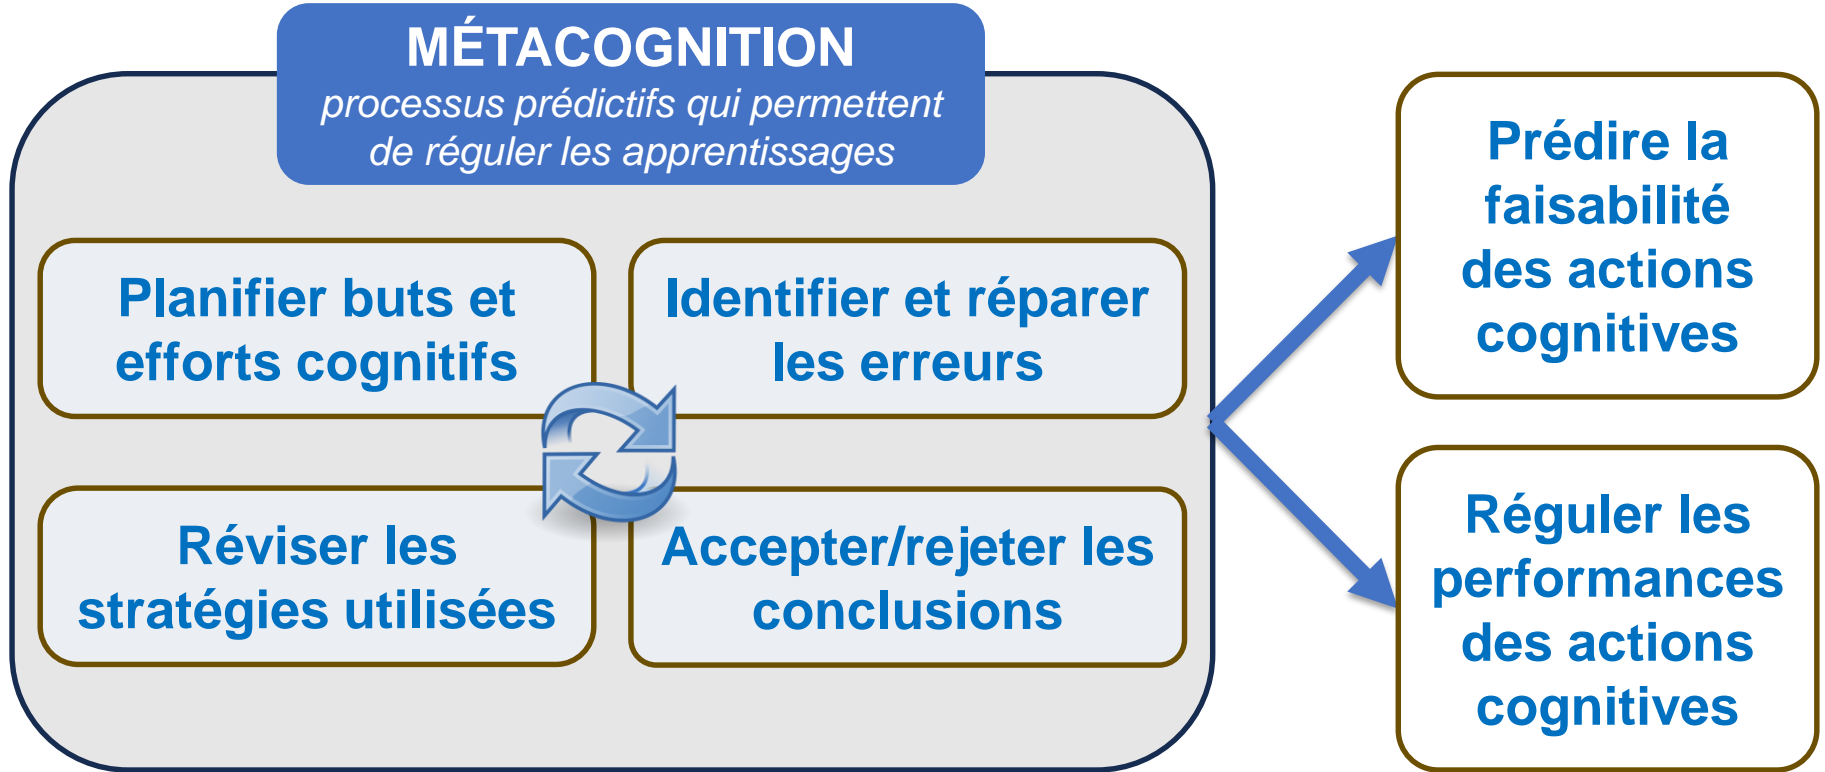 MÉTACOGNITION
processus prédictifs qui permettent
de réguler les apprentissages
Planifier buts et
efforts cognitifs
Identifier et réparer
les erreurs
Réviser les
stratégies utilisées
Accepter/rejeter les
conclusions
Prédire la
faisabilité
des actions
cognitives
Réguler les
performances
des actions
cognitives